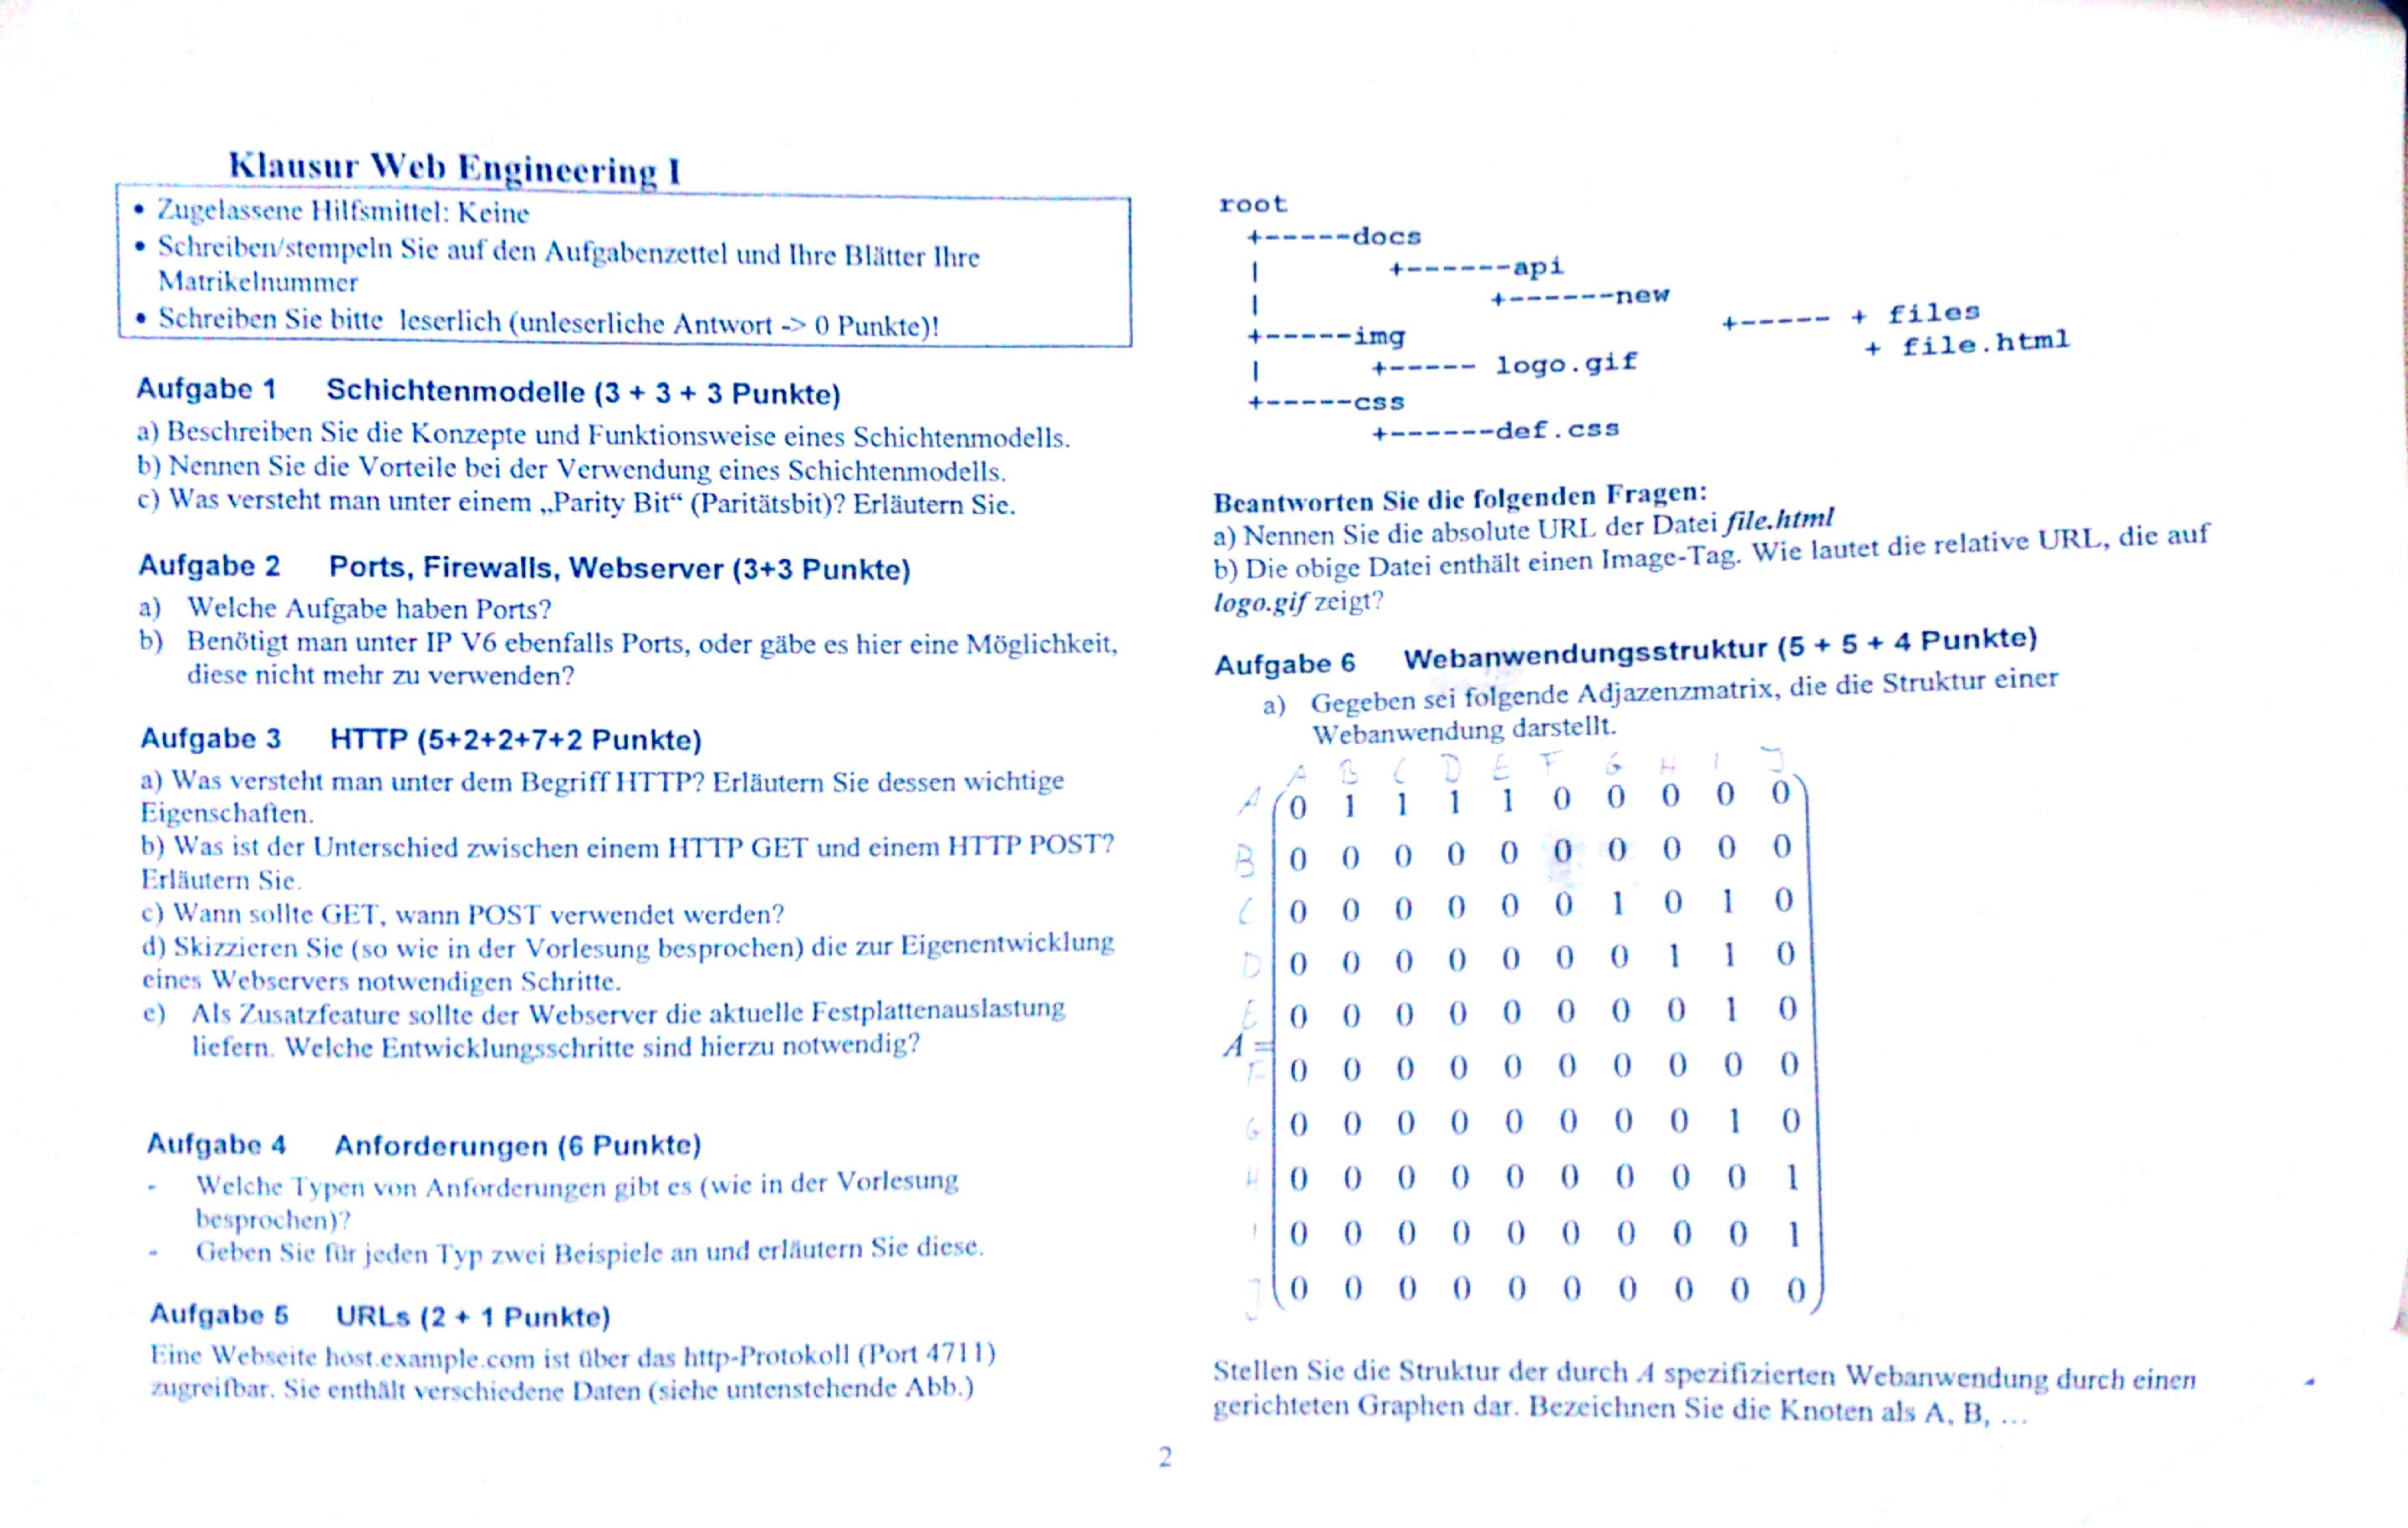 Klausur Web Engineering I
• Zugelassene Hilfsmittel: Keine
• Schreiben/stempeln Sie auf den Aufgabenzettel und Ihre Blätter Ihre
Matrikelnummer
• Schreiben Sie bitte leserlich (unleserliche Antwort -> 0 Punkte)!
Aufgabe 1 Schichtenmodelle (3 + 3 + 3 Punkte)
a) Beschreiben Sie die Konzepte und Funktionsweise eines Schichtenmodells.
b) Nennen Sie die Vorteile bei der Verwendung eines Schichtenmodells.
c) Was versteht man unter einem „Parity Bit“ (Paritätsbit)? Erläutern Sie.
Aufgabe 2 Ports, Firewalls, Webserver (3+3 Punkte)
a) Welche Aufgabe haben Ports?
b) Benötigt man unter IP V6 ebenfalls Ports, oder gäbe es hier eine Möglichkeit,
diese nicht mehr zu verwenden?
Aufgabe 3 HTTP (5+2+2+7+2 Punkte)
a) Was versteht man unter dem Begriff HTTP? Erläutern Sie dessen wichtige
Eigenschaften.
b) Was ist der Unterschied zwischen einem HTTP GET und einem HTTP POST?
Erläutern Sie.
c) Wann sollte GET, wann POST verwendet werden?
d) Skizzieren Sie (so wie in der Vorlesung besprochen) die zur Eigenentwicklung
eines Webservers notwendigen Schritte.
e) Als Zusatzfeature sollte der Webserver die aktuelle Festplattenauslastung
liefern. Welche Entwicklungsschritte sind hierzu notwendig?
Aufgabe 4 Anforderungen (6 Punkte)
- Welche Typen von Anforderungen gibt es (wie in der Vorlesung
besprochen)?
- Geben Sie für jeden Typ zwei Beispiele an und erläutern Sie diese.
Aufgabe 5 URLs (2 + 1 Punkte)
Eine Webseite host.example.com ist über das http-Protokoll (Port 4711)
zugreifbar. Sie enthält verschiedene Daten (siehe untenstehende Abb.)
root
+------docs
| +-------api
| +-------new
+----- + files
+ file.html
+-----img
| +----- logo.gif
+-----css
+------def.css
Beantworten Sie die folgenden Fragen:
a) Nennen Sie die absolute URL der Datei file.html
b) Die obige Datei enthält einen Image-Tag. Wie lautet die relative URL, die auf
logo.gif zeigt?
Aufgabe 6 Webanwendungsstruktur (5 + 5 + 4 Punkte)
a) Gegeben sei folgende Adjazenzmatrix, die die Struktur einer
Webanwendung darstellt.
A B C D E F G H I J
A 0 1 1 1 1 0 0 0 0 0
B 0 0 0 0 0 0 0 0 0 0
C 0 0 0 0 0 0 1 0 1 0
D 0 0 0 0 0 0 0 1 1 0
E 0 0 0 0 0 0 0 0 1 0
A =
F 0 0 0 0 0 0 0 0 0 0
G 0 0 0 0 0 0 0 0 1 0
H 0 0 0 0 0 0 0 0 0 1
I 0 0 0 0 0 0 0 0 0 1
J 0 0 0 0 0 0 0 0 0 0
Stellen Sie die Struktur der durch A spezifizierten Webanwendung durch einen
gerichteten Graphen dar. Bezeichnen Sie die Knoten als A, B, …
2